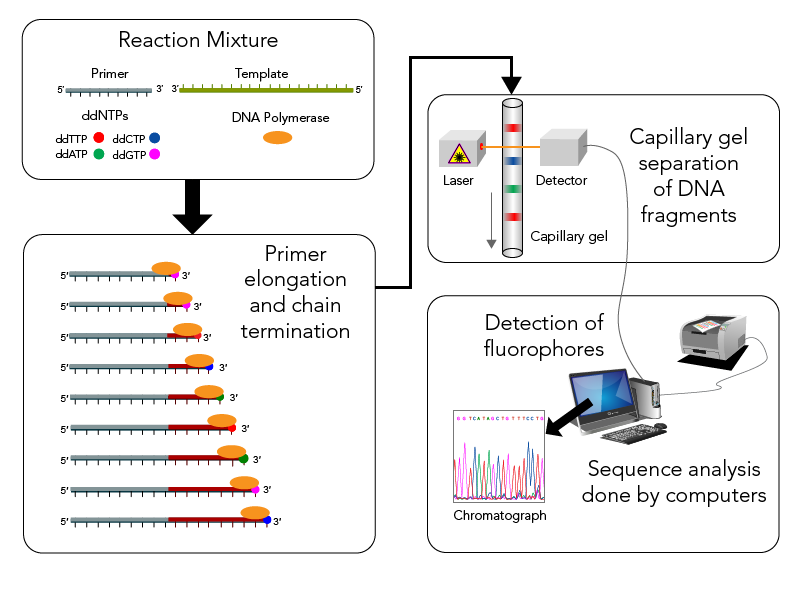 Reaction Mixture
Primer
Template
5′ 3′ 3′ 5′
ddNTPs
DNA Polymerase
ddTTP ddCTP
ddATP ddGTP
Primer
elongation
and chain
termination
5′ 3′
5′ 3′
5′ 3′
5′ 3′
5′ 3′
5′ 3′
5′ 3′
5′ 3′
5′ 3′
Laser
Detector
Capillary gel
Capillary gel
separation
of DNA
fragments
Detection of
fluorophores
G G T C A T A G C T G T T T C C T G
Chromatograph
Sequence analysis
done by computers